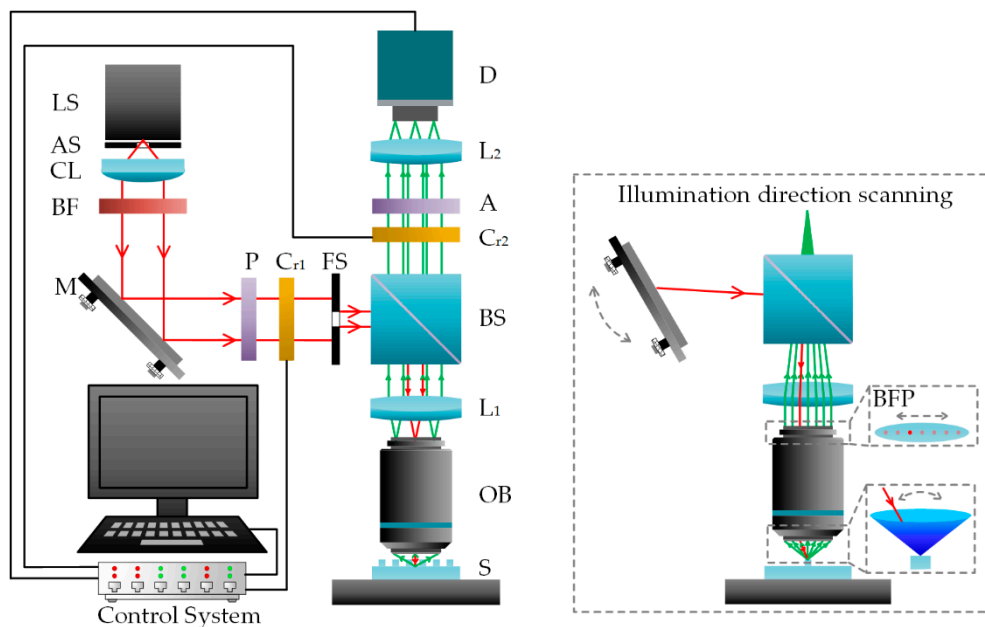 LS
AS
CL
BF
M
P
Cr1
FS
D
L2
A
Cr2
BS
L1
OB
S
Control System
Illumination direction scanning
BFP